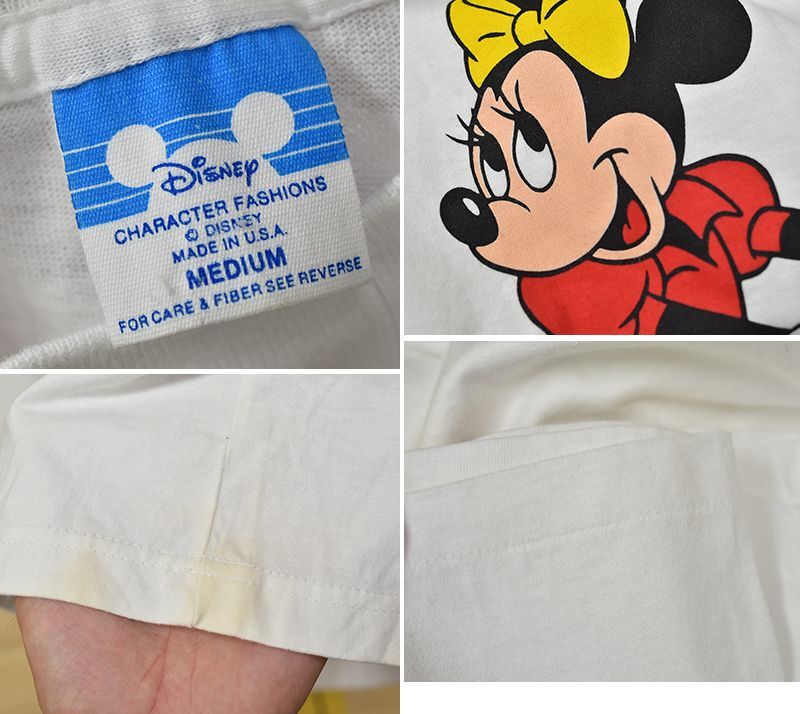 Disney
CHARACTER FASHIONS
© DISNEY
MADE IN U.S.A.
MEDIUM
FOR CARE & FIBER SEE REVERSE